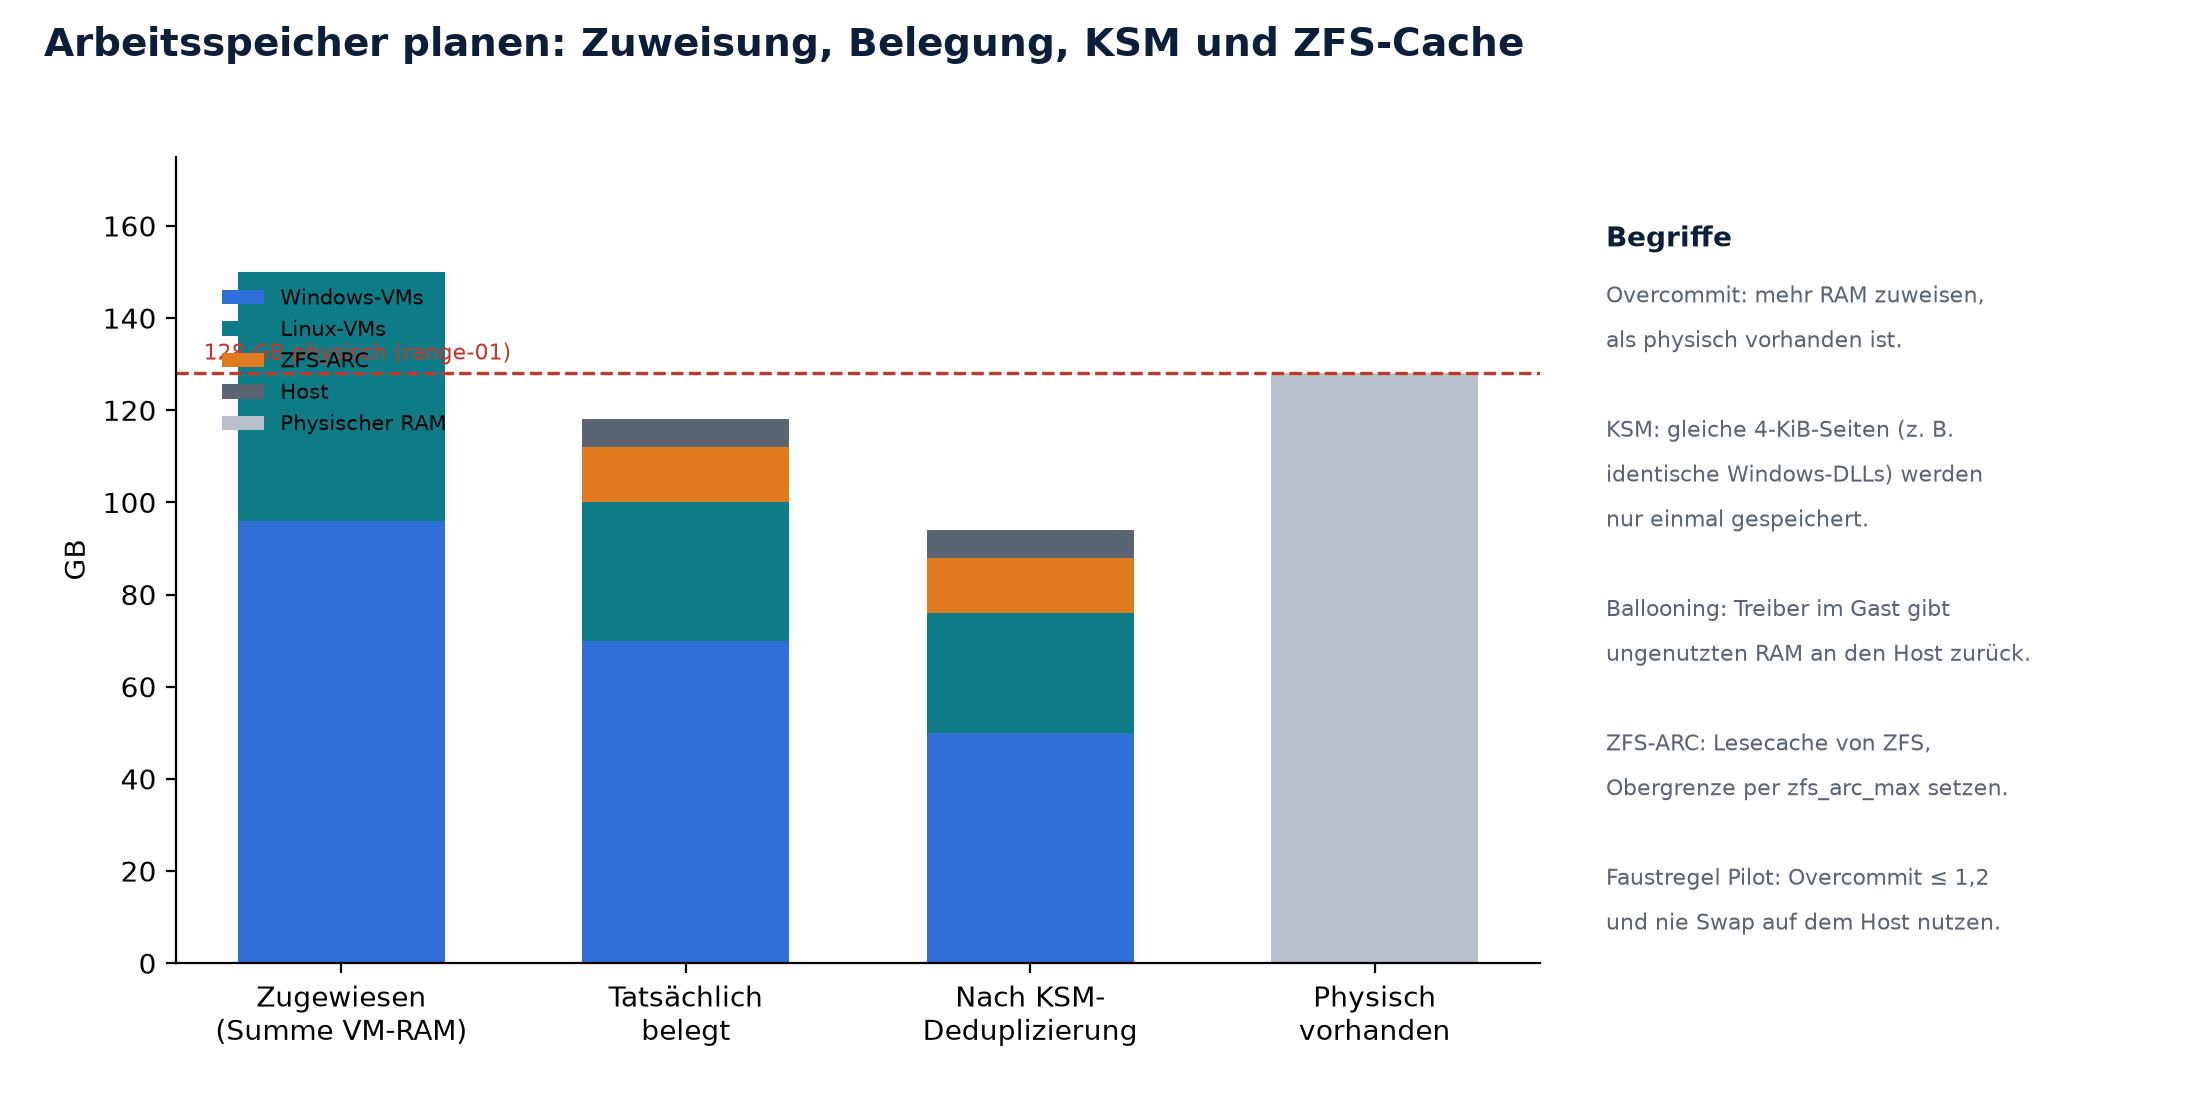 Arbeitsspeicher planen: Zuweisung, Belegung, KSM und ZFS-Cache
GB
160
140
120
100
80
60
40
20
0
Windows-VMs
Linux-VMs
128 GB physisch (range-01)
ZFS-ARC
Host
Physischer RAM
Zugewiesen
(Summe VM-RAM)
Tatsächlich
belegt
Nach KSM-
Deduplizierung
Physisch
vorhanden
Begriffe
Overcommit: mehr RAM zuweisen,
als physisch vorhanden ist.
KSM: gleiche 4-KiB-Seiten (z. B.
identische Windows-DLLs) werden
nur einmal gespeichert.
Ballooning: Treiber im Gast gibt
ungenutzten RAM an den Host zurück.
ZFS-ARC: Lesecache von ZFS,
Obergrenze per zfs_arc_max setzen.
Faustregel Pilot: Overcommit ≤ 1,2
und nie Swap auf dem Host nutzen.